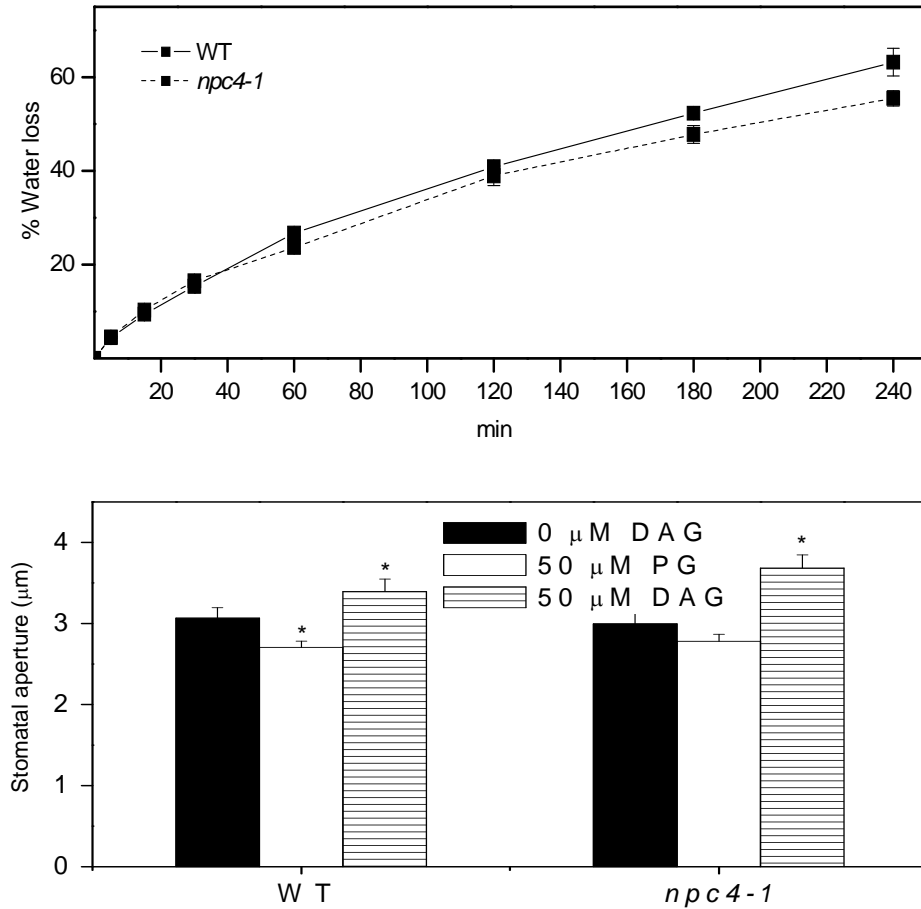 WT
npc4-1
60
40
20
% Water loss
20 40 60 80 100 120 140 160 180 200 220 240
min
0 μM DAG
50 μM PG
50 μM DAG
*
*
*
4
3
2
1
0
Stomatal aperture (μm)
W T
npc4-1